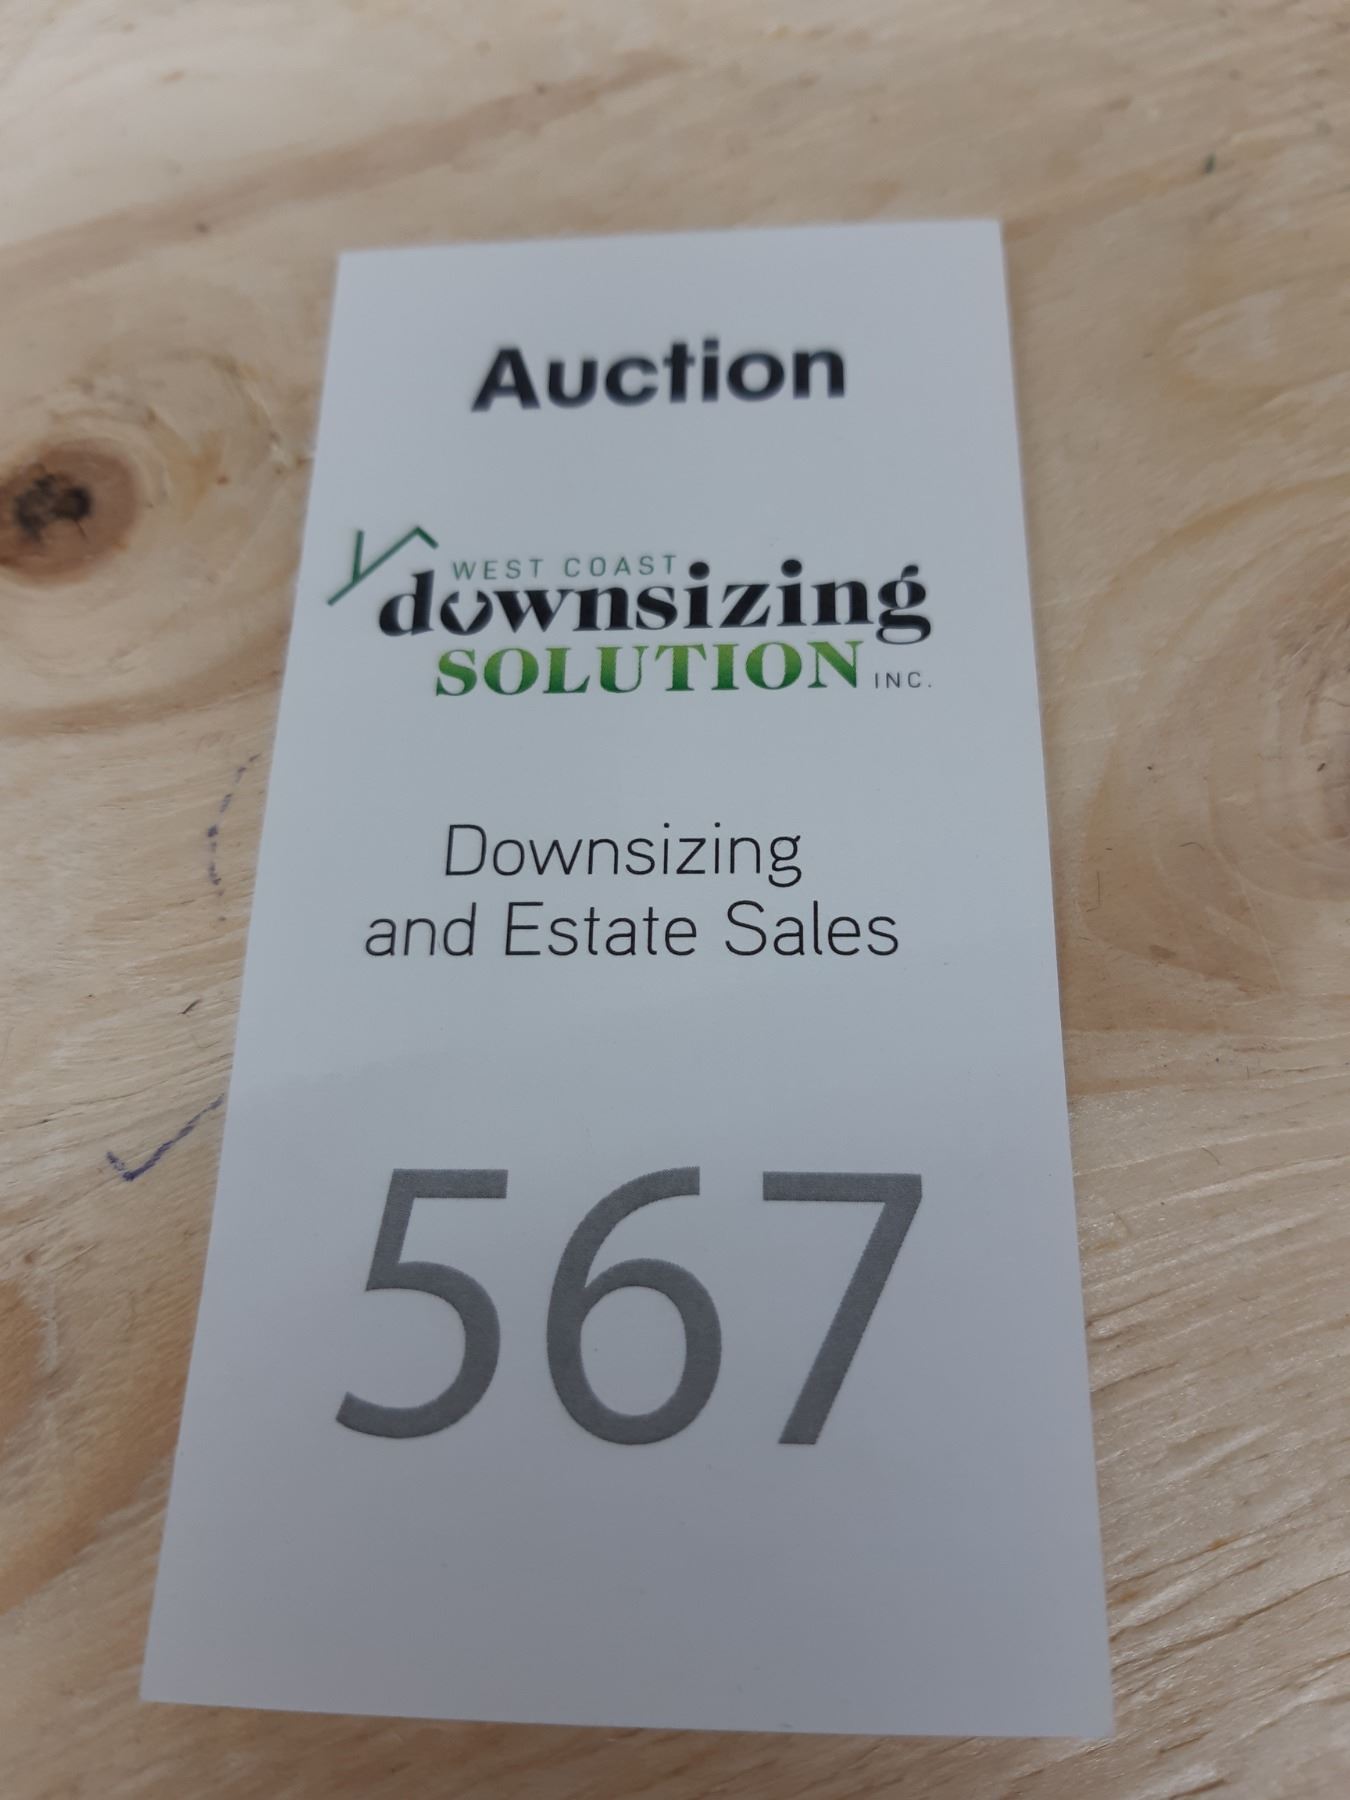 Auction
WEST COAST
downsizing
SOLUTION INC.
Downsizing
and Estate Sales
567